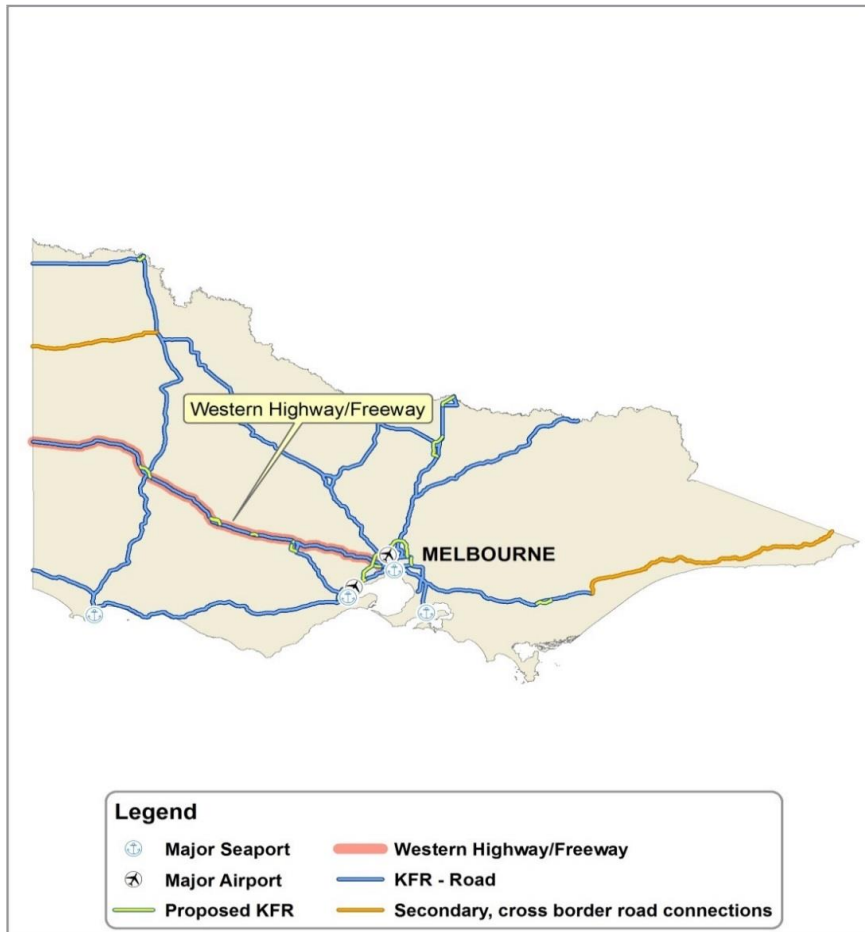 Western Highway/Freeway
MELBOURNE
Legend
Major Seaport
Western Highway/Freeway
Major Airport
KFR - Road
Proposed KFR
Secondary, cross border road connections